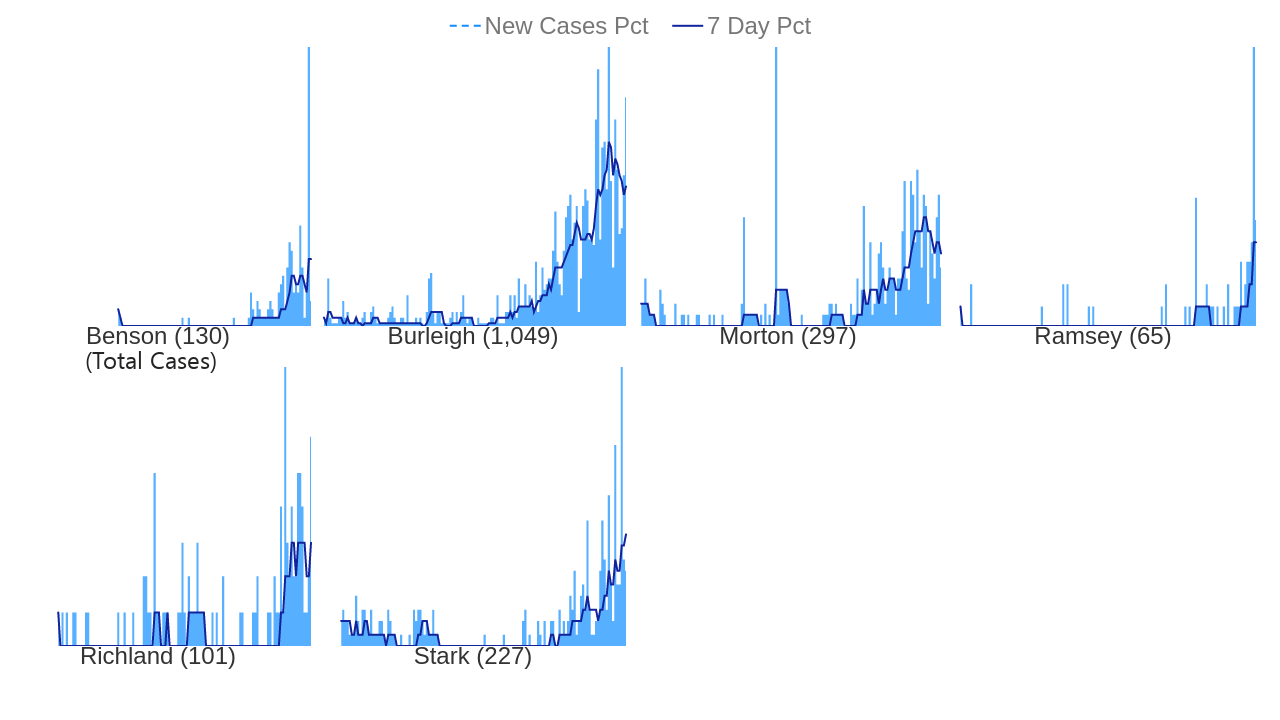 New Cases Pct 7 Day Pct
Benson (130) Burleigh (1,049) Morton (297) Ramsey (65)
(Total Cases)
Richland (101) Stark (227)